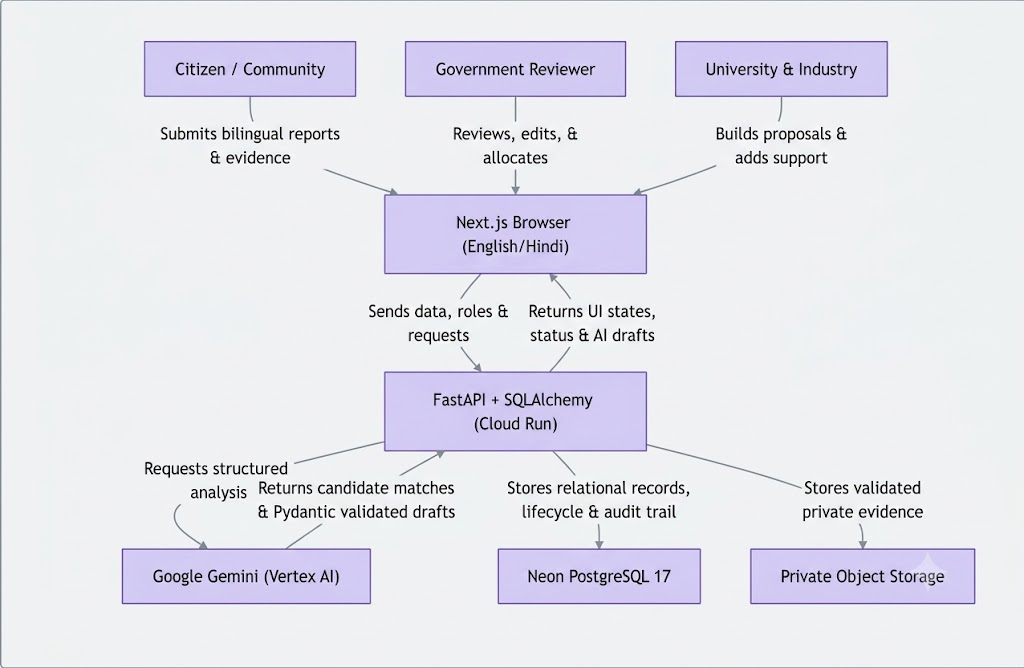 Citizen / Community
Government Reviewer
University & Industry
Submits bilingual reports
& evidence
Reviews, edits, &
allocates
Builds proposals &
adds support
Next.js Browser
(English/Hindi)
Sends data, roles &
requests
Returns UI states,
status & AI drafts
FastAPI + SQLAlchemy
(Cloud Run)
Requests structured
analysis
Returns candidate matches
& Pydantic validated drafts
Stores relational records,
lifecycle & audit trail
Stores validated
private evidence
Google Gemini (Vertex AI)
Neon PostgreSQL 17
Private Object Storage